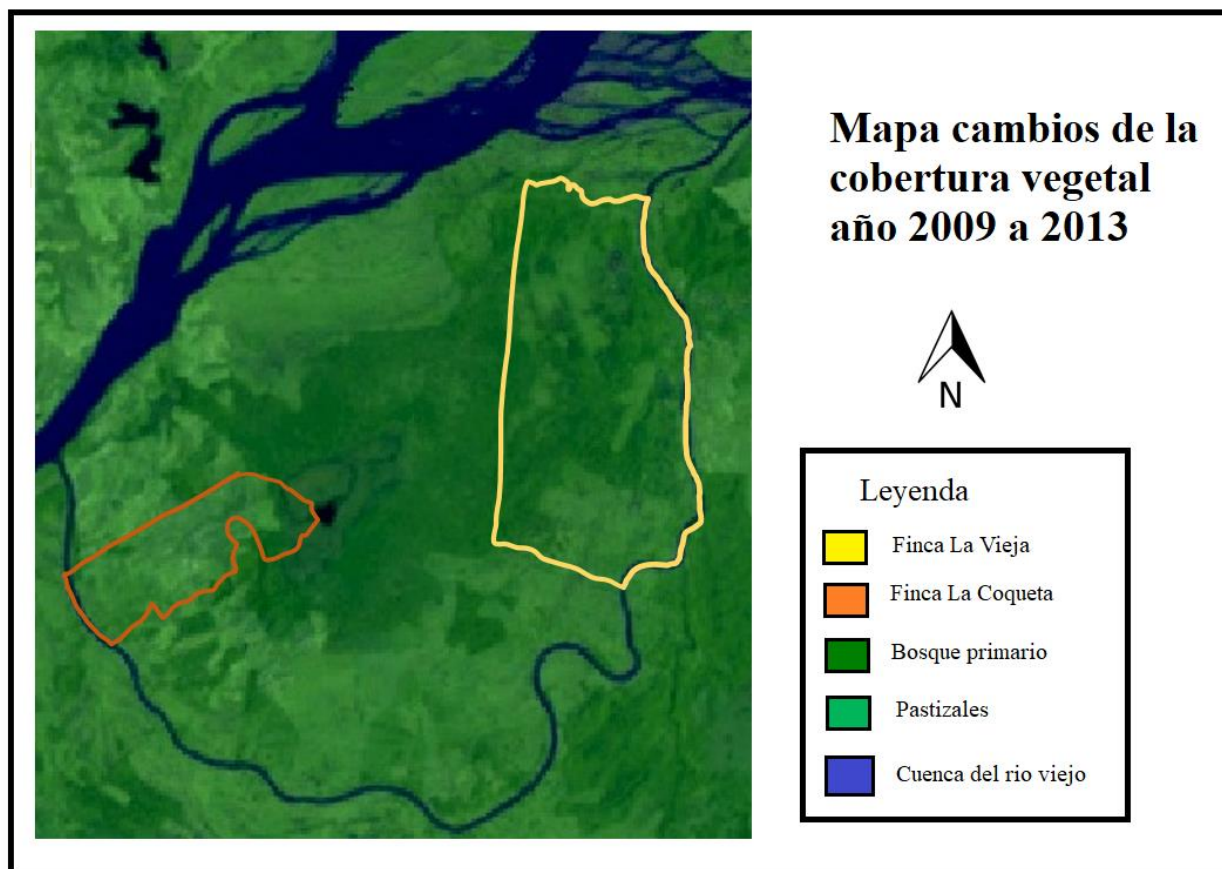 Mapa cambios de la
cobertura vegetal
año 2009 a 2013
N
Leyenda
Finca La Vieja
Finca La Coqueta
Bosque primario
Pastizales
Cuenca del rio viejo